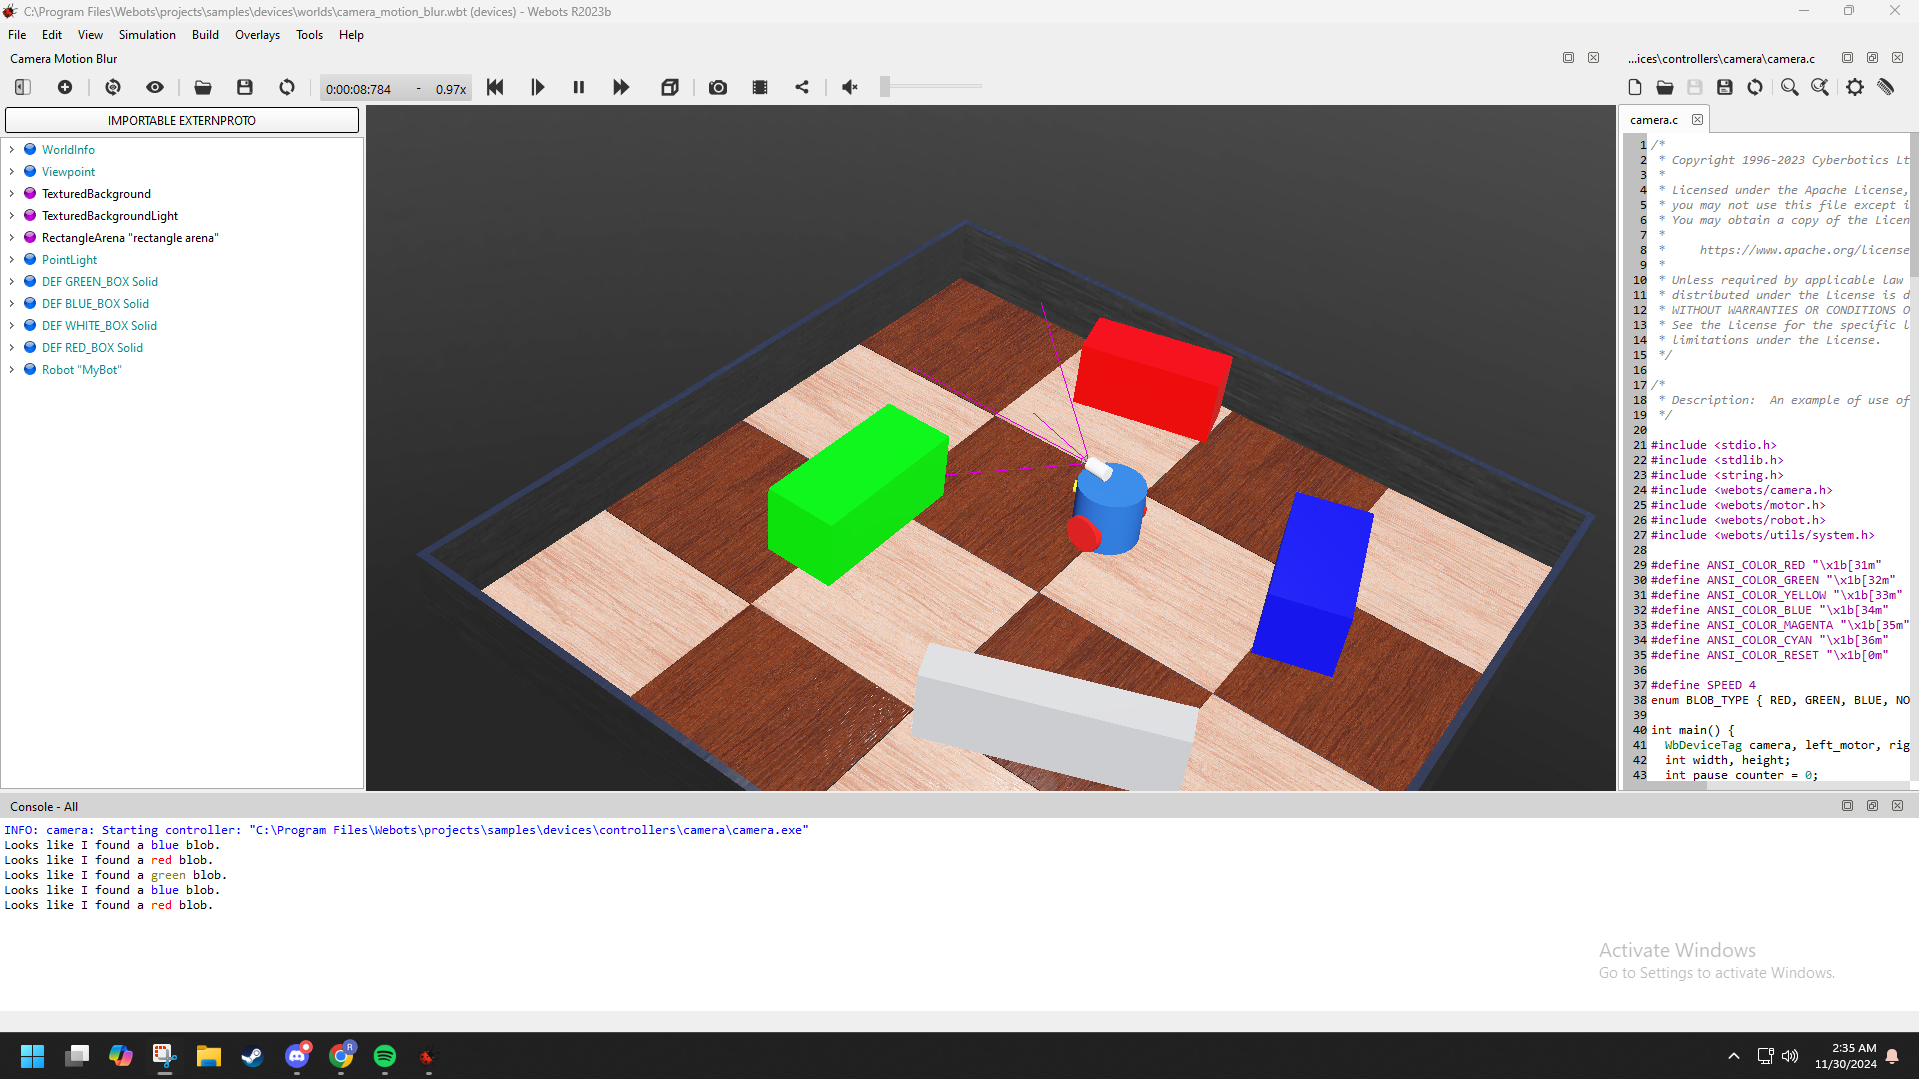 C:\Program Files\Webots\projects\samples\devices\worlds\camera_motion_blur.wbt (devices) - Webots R2023b
File Edit View Simulation Build Overlays Tools Help
Camera Motion Blur
...ices\controllers\camera\camera.c
0:00:08:784 - 0.97x
IMPORTABLE EXTERNPROTO
WorldInfo
Viewpoint
TexturedBackground
TexturedBackgroundLight
RectangleArena "rectangle arena"
PointLight
DEF GREEN_BOX Solid
DEF BLUE_BOX Solid
DEF WHITE_BOX Solid
DEF RED_BOX Solid
Robot "MyBot"
camera.c
1 /*
2 * Copyright 1996-2023 Cyberbotics Lt
3 *
4 * Licensed under the Apache License,
5 * you may not use this file except i
6 * You may obtain a copy of the Licen
7 *
8 * https://www.apache.org/license
9 *
10 * Unless required by applicable law
11 * distributed under the License is d
12 * WITHOUT WARRANTIES OR CONDITIONS O
13 * See the License for the specific l
14 * limitations under the License.
15 */
16
17 /*
18 * Description: An example of use of
19 */
20
21 #include <stdio.h>
22 #include <stdlib.h>
23 #include <string.h>
24 #include <webots/camera.h>
25 #include <webots/motor.h>
26 #include <webots/robot.h>
27 #include <webots/utils/system.h>
28
29 #define ANSI_COLOR_RED "\x1b[31m"
30 #define ANSI_COLOR_GREEN "\x1b[32m"
31 #define ANSI_COLOR_YELLOW "\x1b[33m"
32 #define ANSI_COLOR_BLUE "\x1b[34m"
33 #define ANSI_COLOR_MAGENTA "\x1b[35m"
34 #define ANSI_COLOR_CYAN "\x1b[36m"
35 #define ANSI_COLOR_RESET "\x1b[0m"
36
37 #define SPEED 4
38 enum BLOB_TYPE { RED, GREEN, BLUE, NO
39
40 int main() {
41 WbDeviceTag camera, left_motor, rig
42 int width, height;
43 int pause_counter = 0;
Console - All
INFO: camera: Starting controller: "C:\Program Files\Webots\projects\samples\devices\controllers\camera\camera.exe"
Looks like I found a blue blob.
Looks like I found a red blob.
Looks like I found a green blob.
Looks like I found a blue blob.
Looks like I found a red blob.
Activate Windows
Go to Settings to activate Windows.
R
2:35 AM
11/30/2024